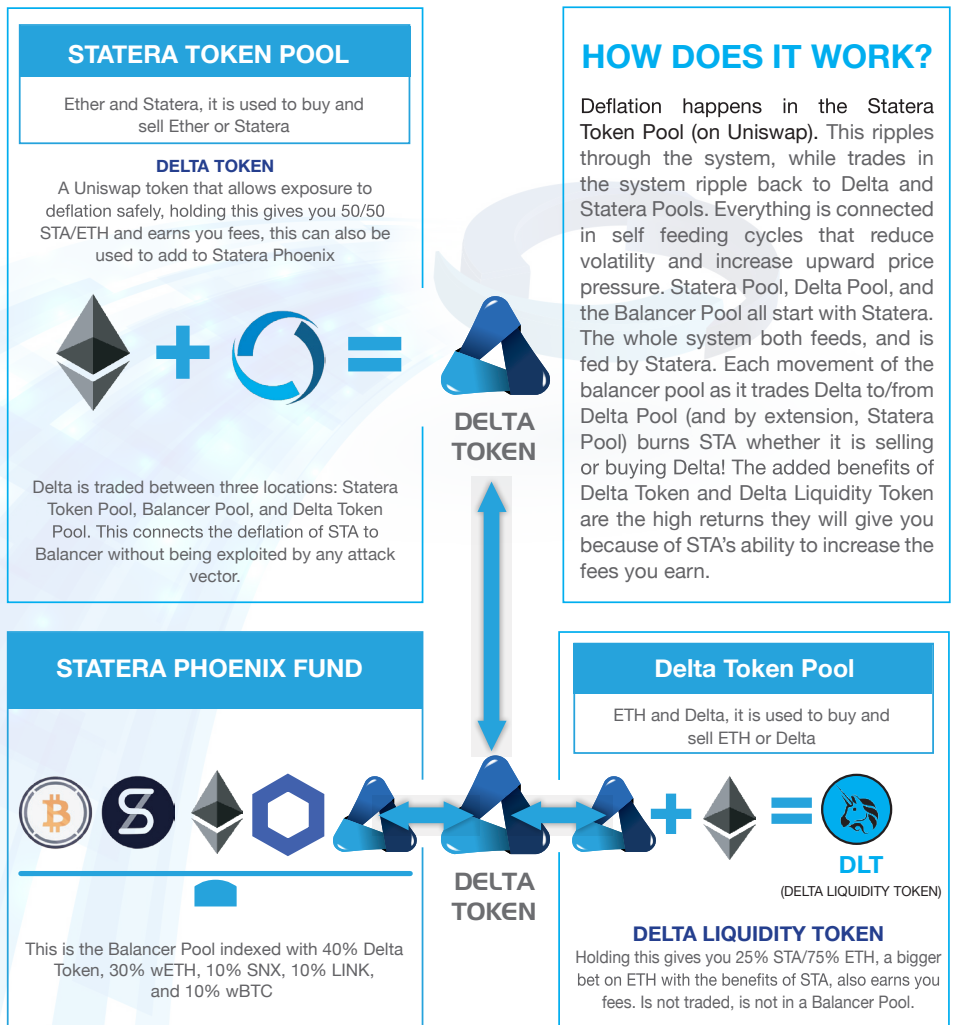 STATERA TOKEN POOL
Ether and Statera, it is used to buy and
sell Ether or Statera
DELTA TOKEN
A Uniswap token that allows exposure to
deflation safely, holding this gives you 50/50
STA/ETH and earns you fees, this can also be
used to add to Statera Phoenix
DELTA
TOKEN
Delta is traded between three locations: Statera
Token Pool, Balancer Pool, and Delta Token
Pool. This connects the deflation of STA to
Balancer without being exploited by any attack
vector.
HOW DOES IT WORK?
Deflation happens in the Statera
Token Pool (on Uniswap). This ripples
through the system, while trades in
the system ripple back to Delta and
Statera Pools. Everything is connected
in self feeding cycles that reduce
volatility and increase upward price
pressure. Statera Pool, Delta Pool, and
the Balancer Pool all start with Statera.
The whole system both feeds, and is
fed by Statera. Each movement of the
balancer pool as it trades Delta to/from
Delta Pool (and by extension, Statera
Pool) burns STA whether it is selling
or buying Delta! The added benefits of
Delta Token and Delta Liquidity Token
are the high returns they will give you
because of STA's ability to increase the
fees you earn.
STATERA PHOENIX FUND
DELTA
TOKEN
This is the Balancer Pool indexed with 40% Delta
Token, 30% wETH, 10% SNX, 10% LINK,
and 10% wBTC
Delta Token Pool
ETH and Delta, it is used to buy and
sell ETH or Delta
DLT
(DELTA LIQUIDITY TOKEN)
DELTA LIQUIDITY TOKEN
Holding this gives you 25% STA/75% ETH, a bigger
bet on ETH with the benefits of STA, also earns you
fees. Is not traded, is not in a Balancer Pool.